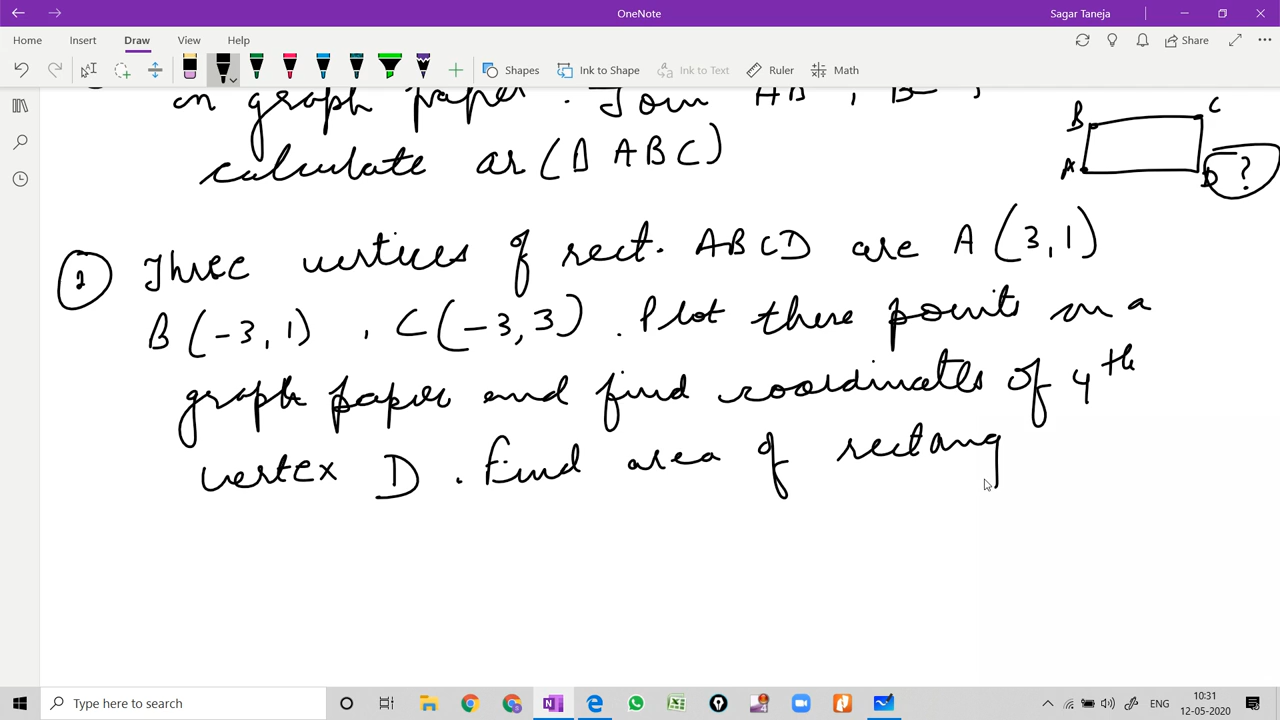 OneNote
Sagar Taneja
Home Insert Draw View Help
Share
Shapes Ink to Shape Ink to Text Ruler Math
in graph paper. Join AB,
calculate ar (Δ ABC)
B C
A D ?
2 Three vertices of rect. ABCD are A (3, 1)
B (-3, 1) , C (-3, 3) . Plot these points on a
graph paper and find coordinates of 4th
vertex D . Find area of rectang
Type here to search
ENG
10:31
12-05-2020